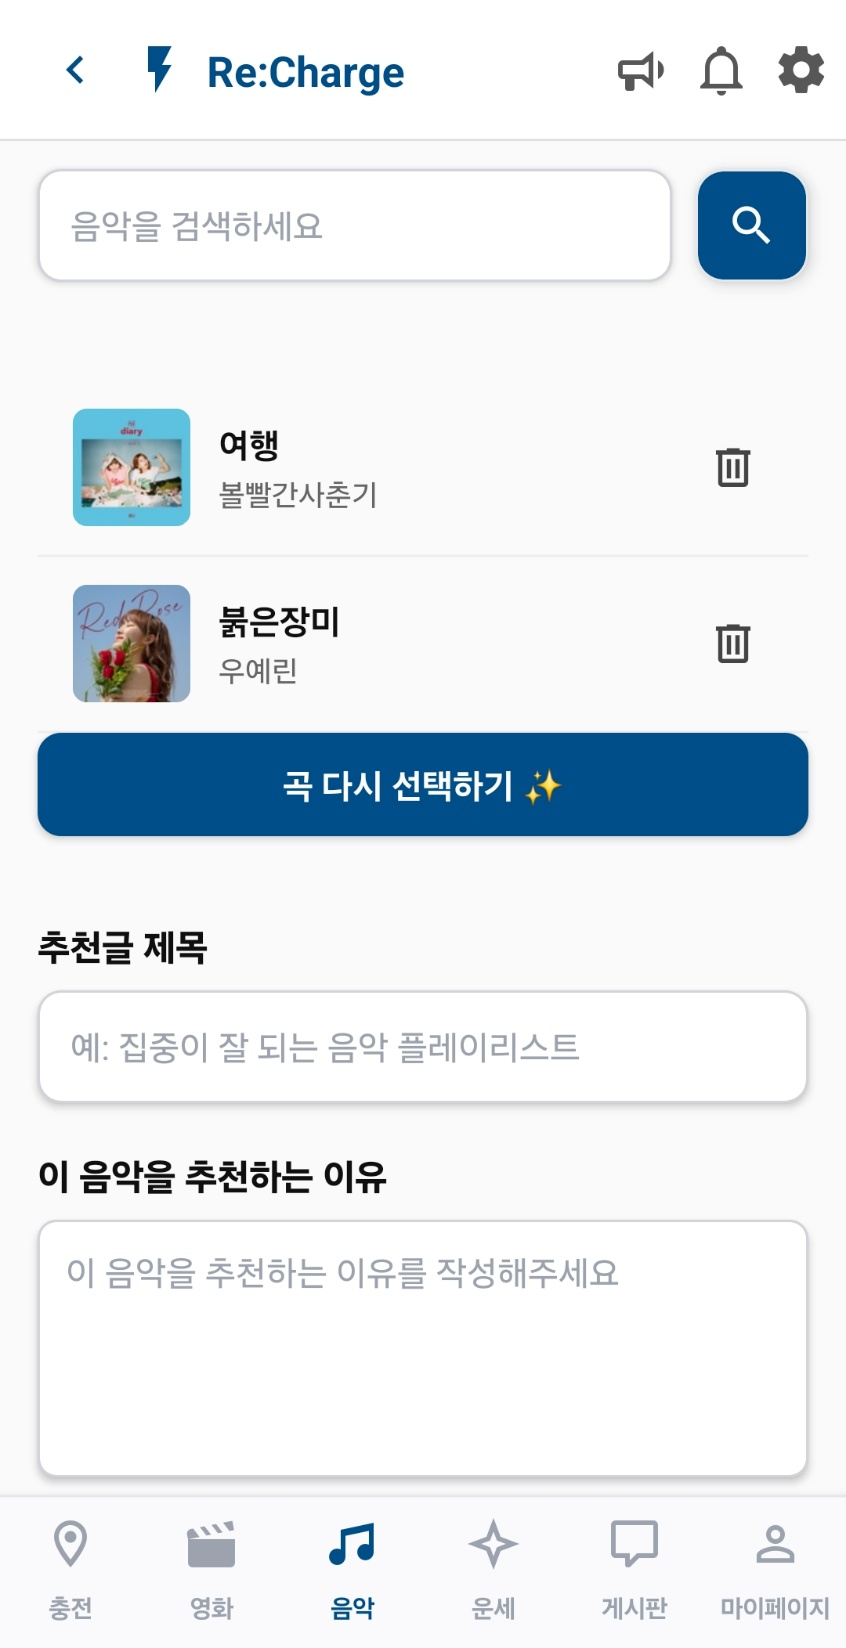 Re:Charge
음악을 검색하세요
diary
여행
볼빨간사춘기
Red Rose
붉은장미
우예린
곡 다시 선택하기 ✨
추천글 제목
예: 집중이 잘 되는 음악 플레이리스트
이 음악을 추천하는 이유
이 음악을 추천하는 이유를 작성해주세요
충전
영화
음악
운세
게시판
마이페이지